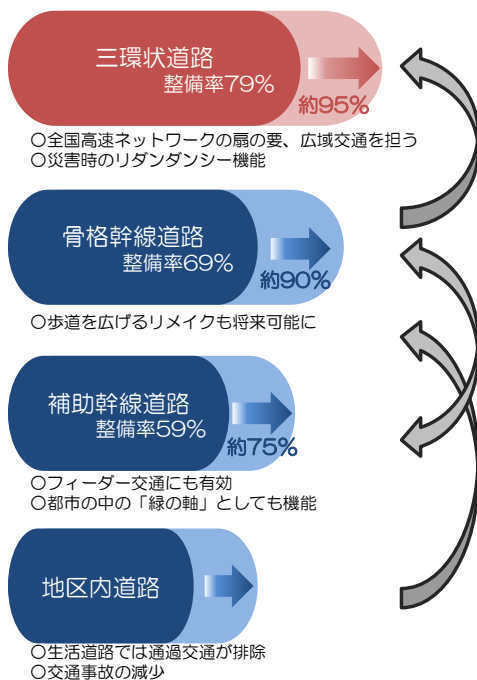 三環状道路
整備率79%
約95%
○全国高速ネットワークの扇の要、広域交通を担う
○災害時のリダンダンシー機能
骨格幹線道路
整備率69%
約90%
○歩道を広げるリメイクも将来可能に
補助幹線道路
整備率59%
約75%
○フィーダー交通にも有効
○都市の中の「緑の軸」としても機能
地区内道路
○生活道路では通過交通が排除
○交通事故の減少